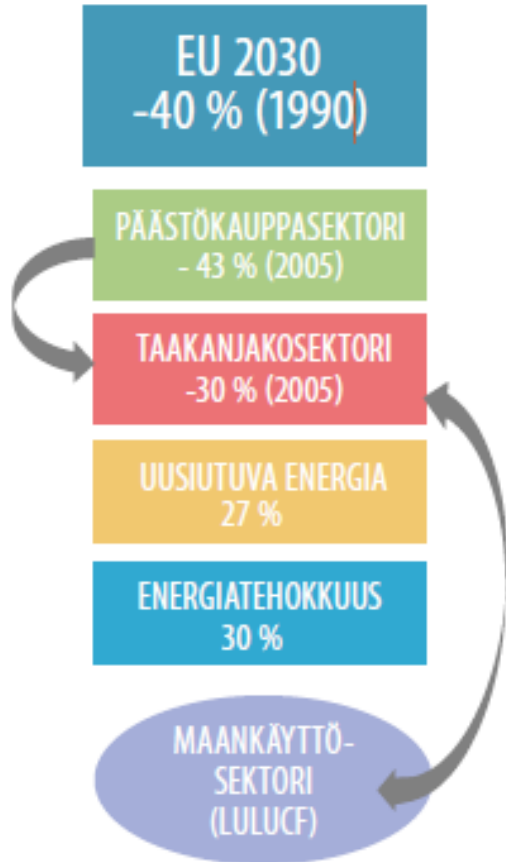 EU 2030
-40 % (1990)
PÄÄSTÖKAUPPASEKTORI
- 43 % (2005)
TAAKANJAKOSEKTORI
-30 % (2005)
UUSIUTUVA ENERGIA
27 %
ENERGIATEHOKKUUS
30 %
MAANKÄYTTÖ-
SEKTORI
(LULUCF)